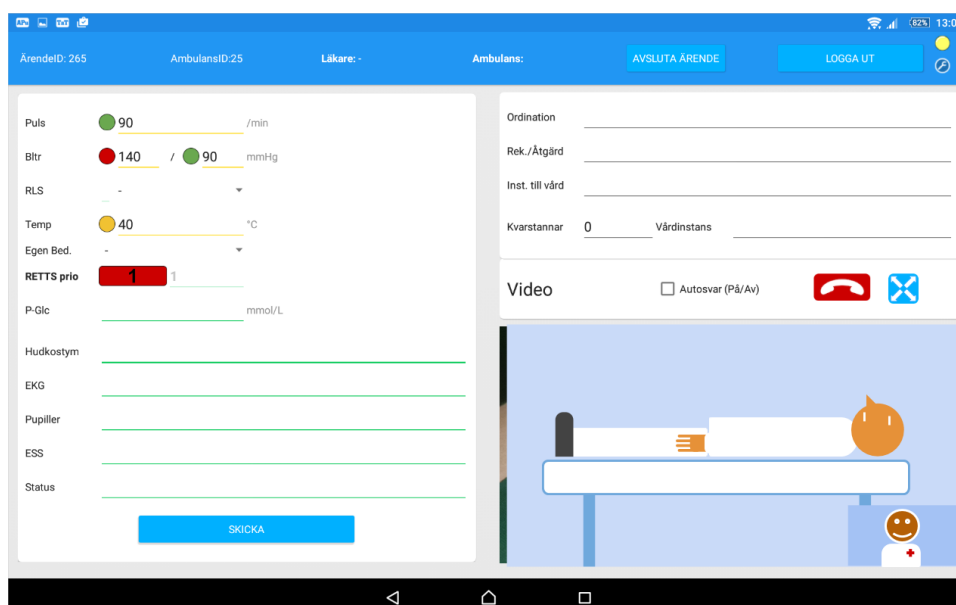 82% 13:0
ÄrendeID: 265 AmbulansID:25 Läkare: - Ambulans: AVSLUTA ÄRENDE LOGGA UT
Puls 90 /min
Bltr 140 / 90 mmHg
RLS -
Temp 40 °C
Egen Bed. -
RETTS prio 1 1
P-Glc mmol/L
Hudkostym
EKG
Pupiller
ESS
Status
SKICKA
Ordination
Rek./Åtgärd
Inst. till vård
Kvarstannar 0 Vårdinstans
Video Autosvar (På/Av)